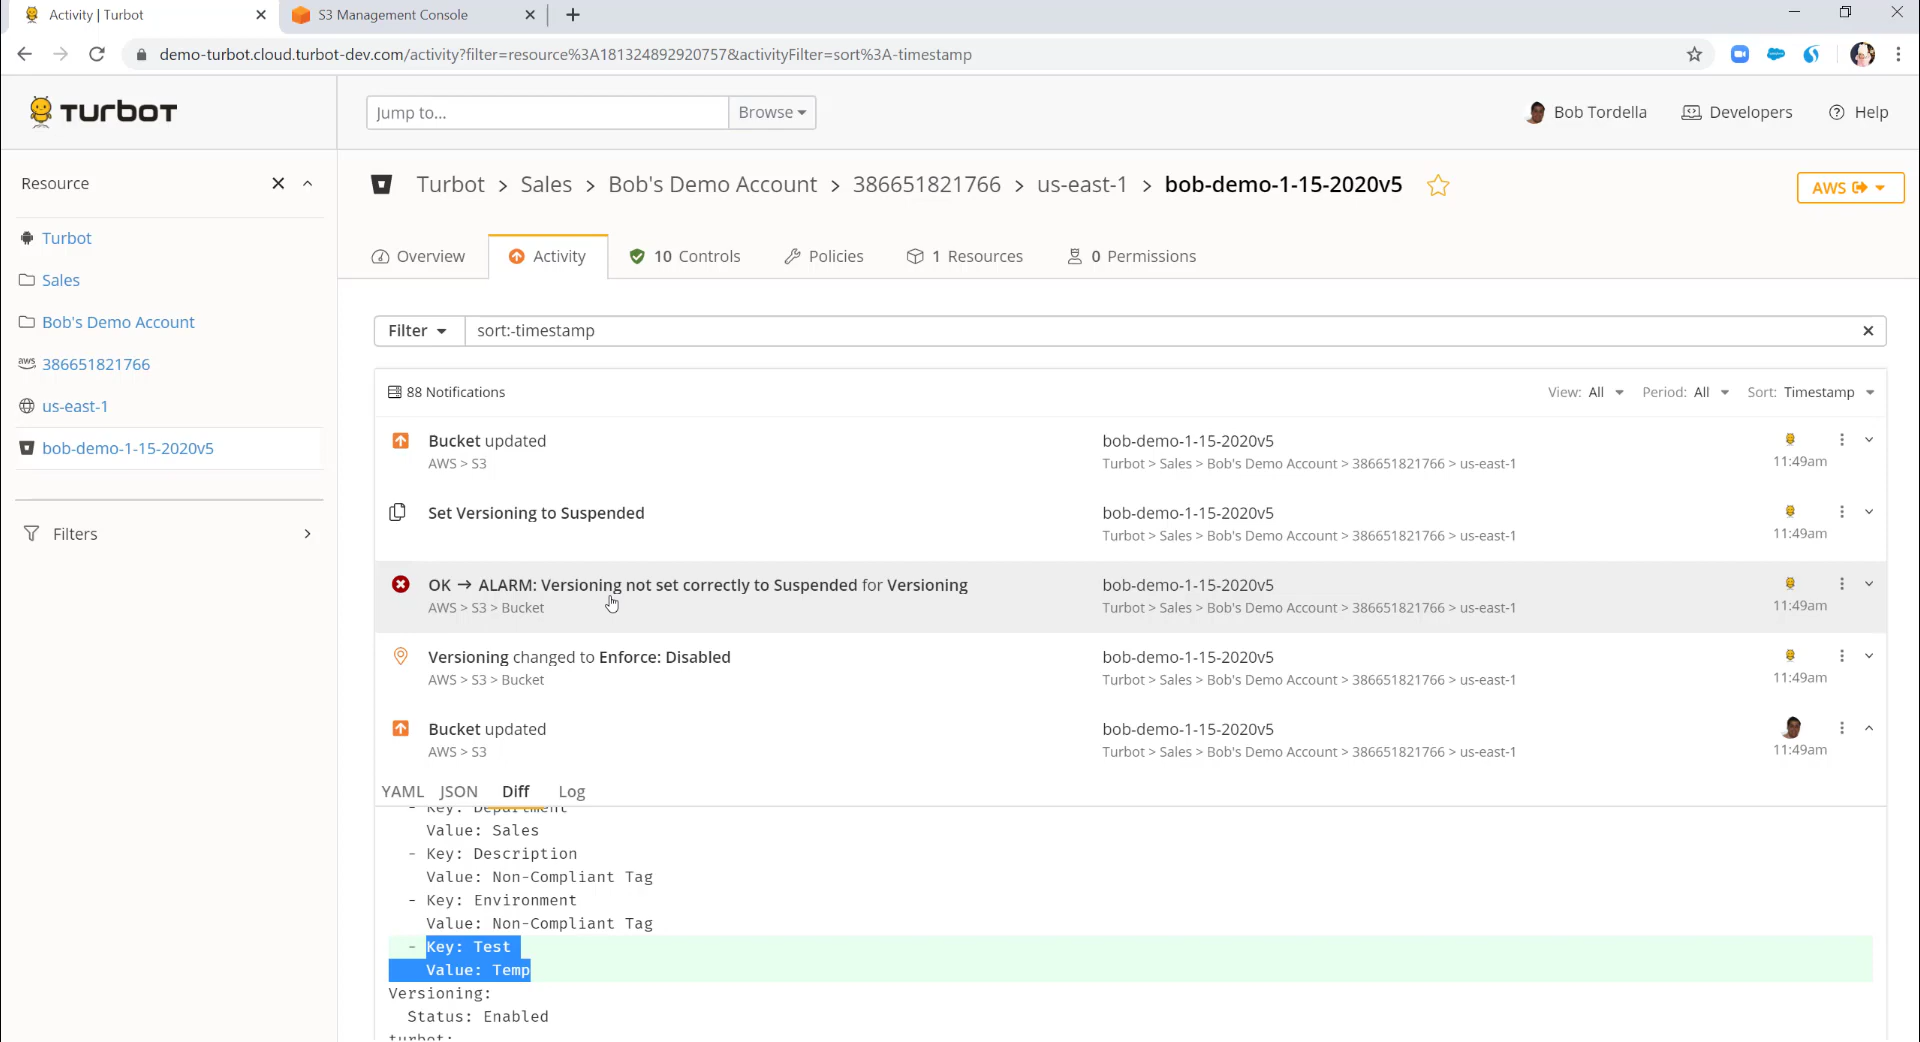 Activity | Turbot
S3 Management Console
demo-turbot.cloud.turbot-dev.com/activity?filter=resource%3A181324892920757&activityFilter=sort%3A-timestamp
TURBOT
Jump to...
Browse
Bob Tordella
Developers
Help
Resource
Turbot
Sales
Bob's Demo Account
aws 386651821766
us-east-1
bob-demo-1-15-2020v5
Filters
Turbot > Sales > Bob's Demo Account > 386651821766 > us-east-1 > bob-demo-1-15-2020v5
AWS
Overview
Activity
10 Controls
Policies
1 Resources
0 Permissions
Filter
sort:-timestamp
88 Notifications
View: All
Period: All
Sort: Timestamp
Bucket updated
AWS > S3
bob-demo-1-15-2020v5
Turbot > Sales > Bob's Demo Account > 386651821766 > us-east-1
11:49am
Set Versioning to Suspended
bob-demo-1-15-2020v5
Turbot > Sales > Bob's Demo Account > 386651821766 > us-east-1
11:49am
OK → ALARM: Versioning not set correctly to Suspended for Versioning
AWS > S3 > Bucket
bob-demo-1-15-2020v5
Turbot > Sales > Bob's Demo Account > 386651821766 > us-east-1
11:49am
Versioning changed to Enforce: Disabled
AWS > S3 > Bucket
bob-demo-1-15-2020v5
Turbot > Sales > Bob's Demo Account > 386651821766 > us-east-1
11:49am
Bucket updated
AWS > S3
bob-demo-1-15-2020v5
Turbot > Sales > Bob's Demo Account > 386651821766 > us-east-1
11:49am
YAML
JSON
Diff
Log
- Key: Department
Value: Sales
- Key: Description
Value: Non-Compliant Tag
- Key: Environment
Value: Non-Compliant Tag
- Key: Test
Value: Temp
Versioning:
Status: Enabled
turbot: